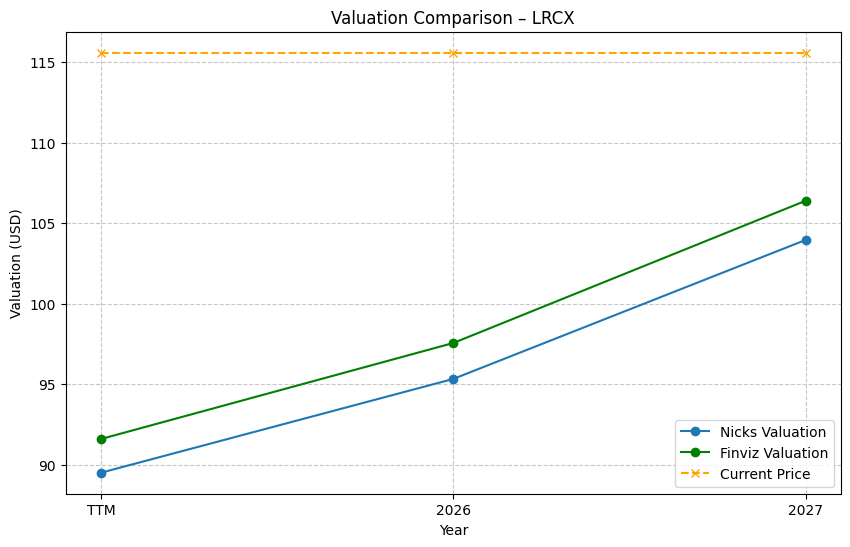 Valuation Comparison – LRCX
Valuation (USD)
115
110
105
100
95
90
TTM
2026
2027
Year
Nicks Valuation
Finviz Valuation
Current Price